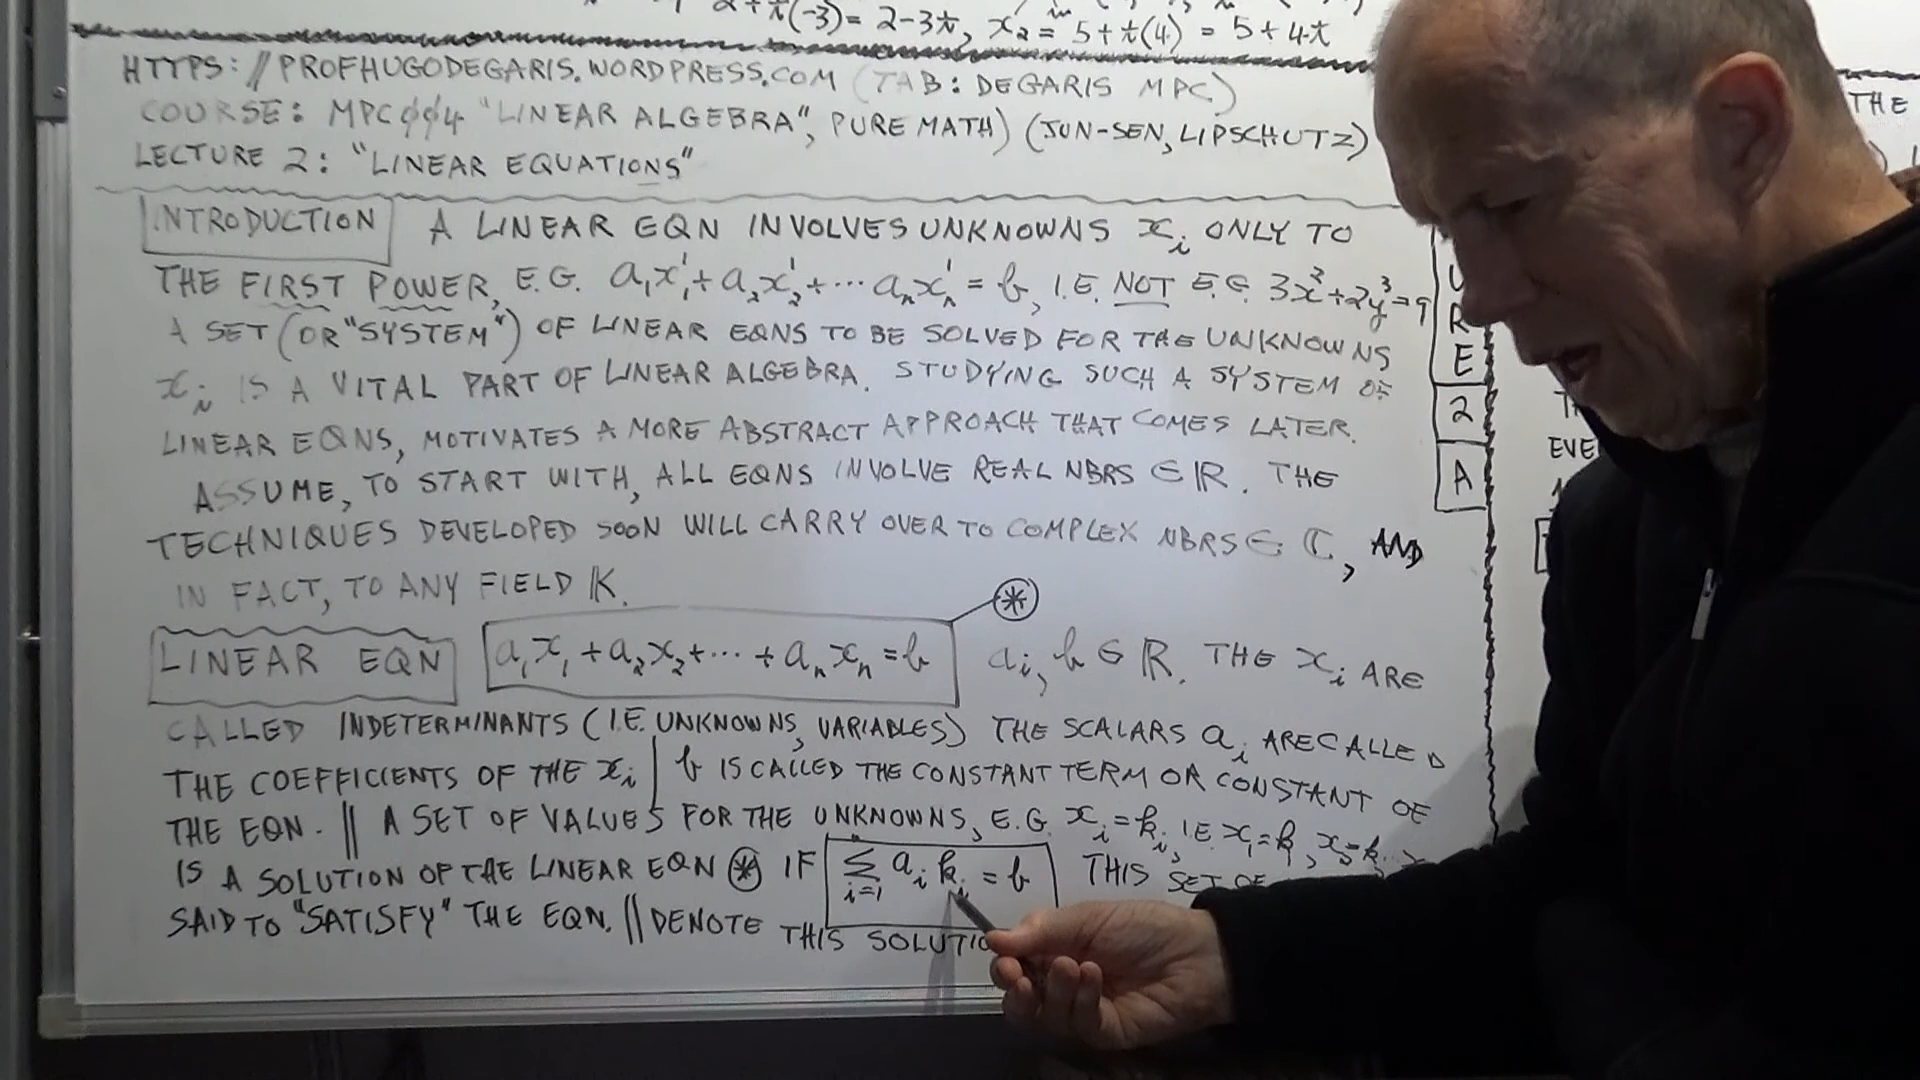 2+t(-3) = 2-3t, x₂ = 5+t(4) = 5+4t
HTTPS://PROFHUGODEGARIS.WORDPRESS.COM (TAB: DEGARIS MPC)
COURSE: MPCØØ4 "LINEAR ALGEBRA", PURE MATH) (JUN-SEN, LIPSCHUTZ)
LECTURE 2: "LINEAR EQUATIONS"
INTRODUCTION A LINEAR EQN INVOLVES UNKNOWNS xᵢ ONLY TO
THE FIRST POWER, E.G. a₁x₁¹+a₂x₂¹+⋯aₙxₙ¹ = b, I.E. NOT E.G. 3x³+2y³=9
A SET (OR "SYSTEM") OF LINEAR EQNS TO BE SOLVED FOR THE UNKNOWNS
xᵢ IS A VITAL PART OF LINEAR ALGEBRA. STUDYING SUCH A SYSTEM OF
LINEAR EQNS, MOTIVATES A MORE ABSTRACT APPROACH THAT COMES LATER.
ASSUME, TO START WITH, ALL EQNS INVOLVE REAL NBRS ∈ ℝ. THE
TECHNIQUES DEVELOPED SOON WILL CARRY OVER TO COMPLEX NBRS ∈ ℂ, AND
IN FACT, TO ANY FIELD K.
LINEAR EQN a₁x₁+a₂x₂+⋯+aₙxₙ=b ⊛ aᵢ, b ∈ ℝ. THE xᵢ ARE
CALLED INDETERMINANTS (I.E. UNKNOWNS, VARIABLES) THE SCALARS aᵢ ARE CALLED
THE COEFFICIENTS OF THE xᵢ | b IS CALLED THE CONSTANT TERM OR CONSTANT OF
THE EQN. || A SET OF VALUES FOR THE UNKNOWNS, E.G. xᵢ=kᵢ, I.E. x₁=k₁,
IS A SOLUTION OF THE LINEAR EQN ⊛ IF ∑ᵢ₌₁ⁿ aᵢkᵢ = b THIS SET OF
SAID TO "SATISFY" THE EQN. || DENOTE THIS
U
R
E
2
A
THE